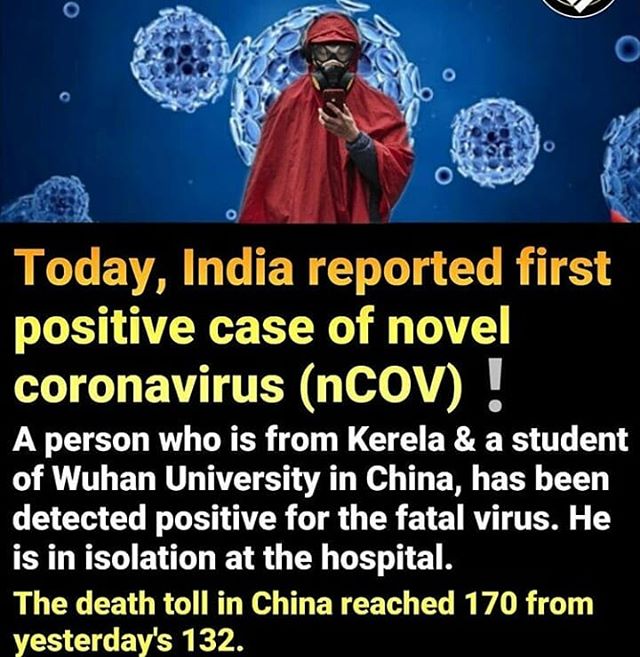 Today, India reported first
positive case of novel
coronavirus (nCOV) ❕
A person who is from Kerela & a student
of Wuhan University in China, has been
detected positive for the fatal virus. He
is in isolation at the hospital.
The death toll in China reached 170 from
yesterday's 132.